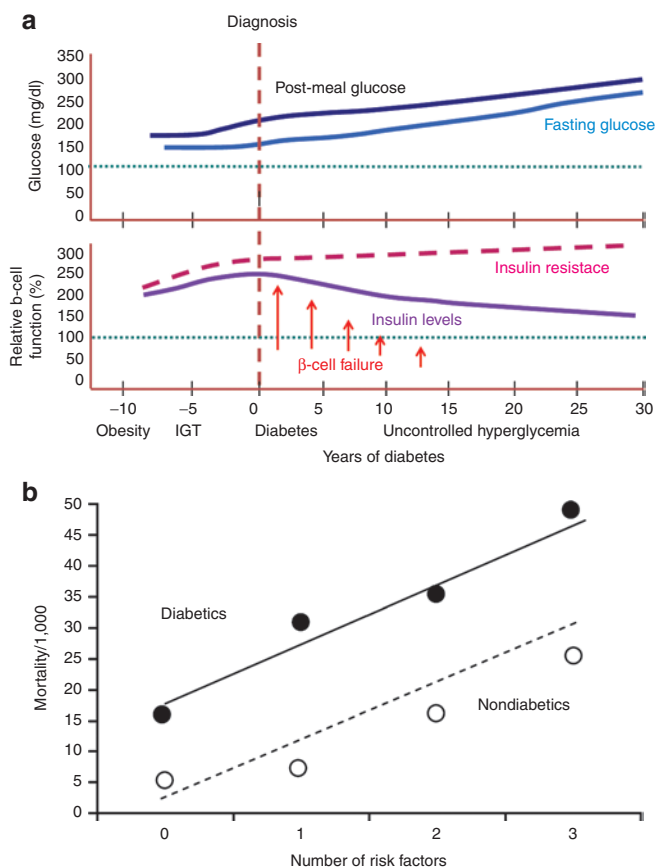 a
Diagnosis
350
300
250
200
150
100
50
0
Glucose (mg/dl)
Post-meal glucose
Fasting glucose
300
250
200
150
100
50
0
Relative b-cell
function (%)
Insulin resistace
Insulin levels
β-cell failure
−10 −5 0 5 10 15 20 25 30
Obesity IGT Diabetes Uncontrolled hyperglycemia
Years of diabetes
b
50
45
40
35
30
25
20
15
10
5
0
Mortality/1,000
Diabetics
Nondiabetics
0 1 2 3
Number of risk factors